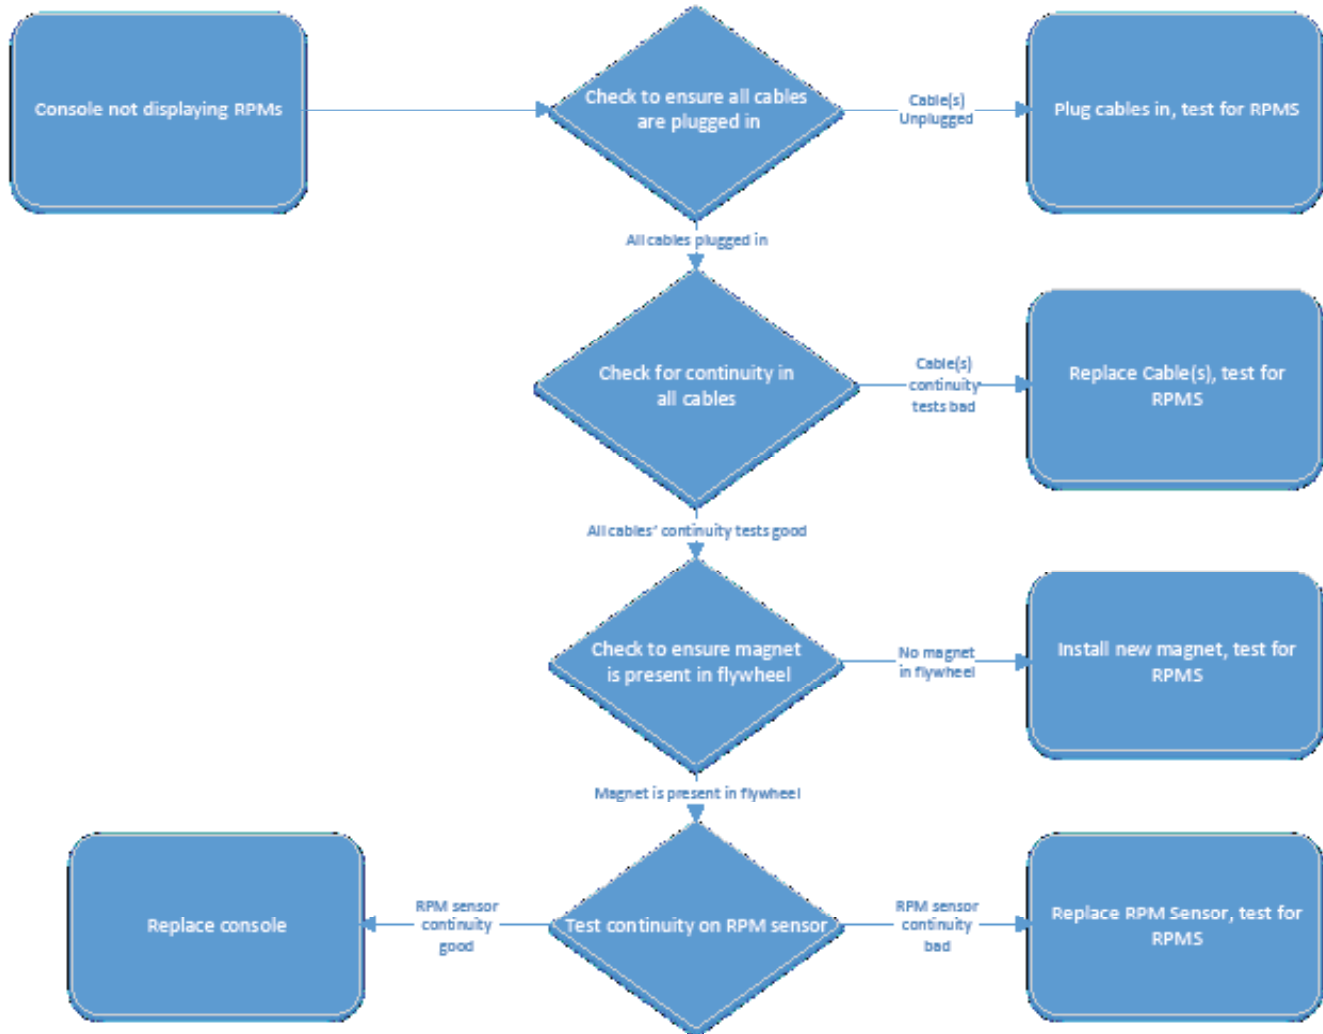 Console not displaying RPMs
Check to ensure all cables
are plugged in
Cable(s)
Unplugged
Plug cables in, test for RPMS
All cables plugged in
Check for continuity in
all cables
Cable(s)
continuity
tests bad
Replace Cable(s), test for
RPMS
All cables' continuity tests good
Check to ensure magnet
is present in flywheel
No magnet
in flywheel
Install new magnet, test for
RPMS
Magnet is present in flywheel
Replace console
RPM sensor
continuity
good
Test continuity on RPM sensor
RPM sensor
continuity
bad
Replace RPM Sensor, test for
RPMS